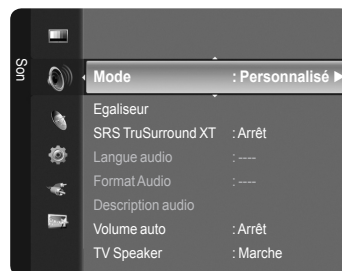 Son
Mode : Personnalisé
Egaliseur
SRS TruSurround XT : Arrêt
Langue audio : ----
Format Audio : ----
Description audio
Volume auto : Arrêt
TV Speaker : Marche